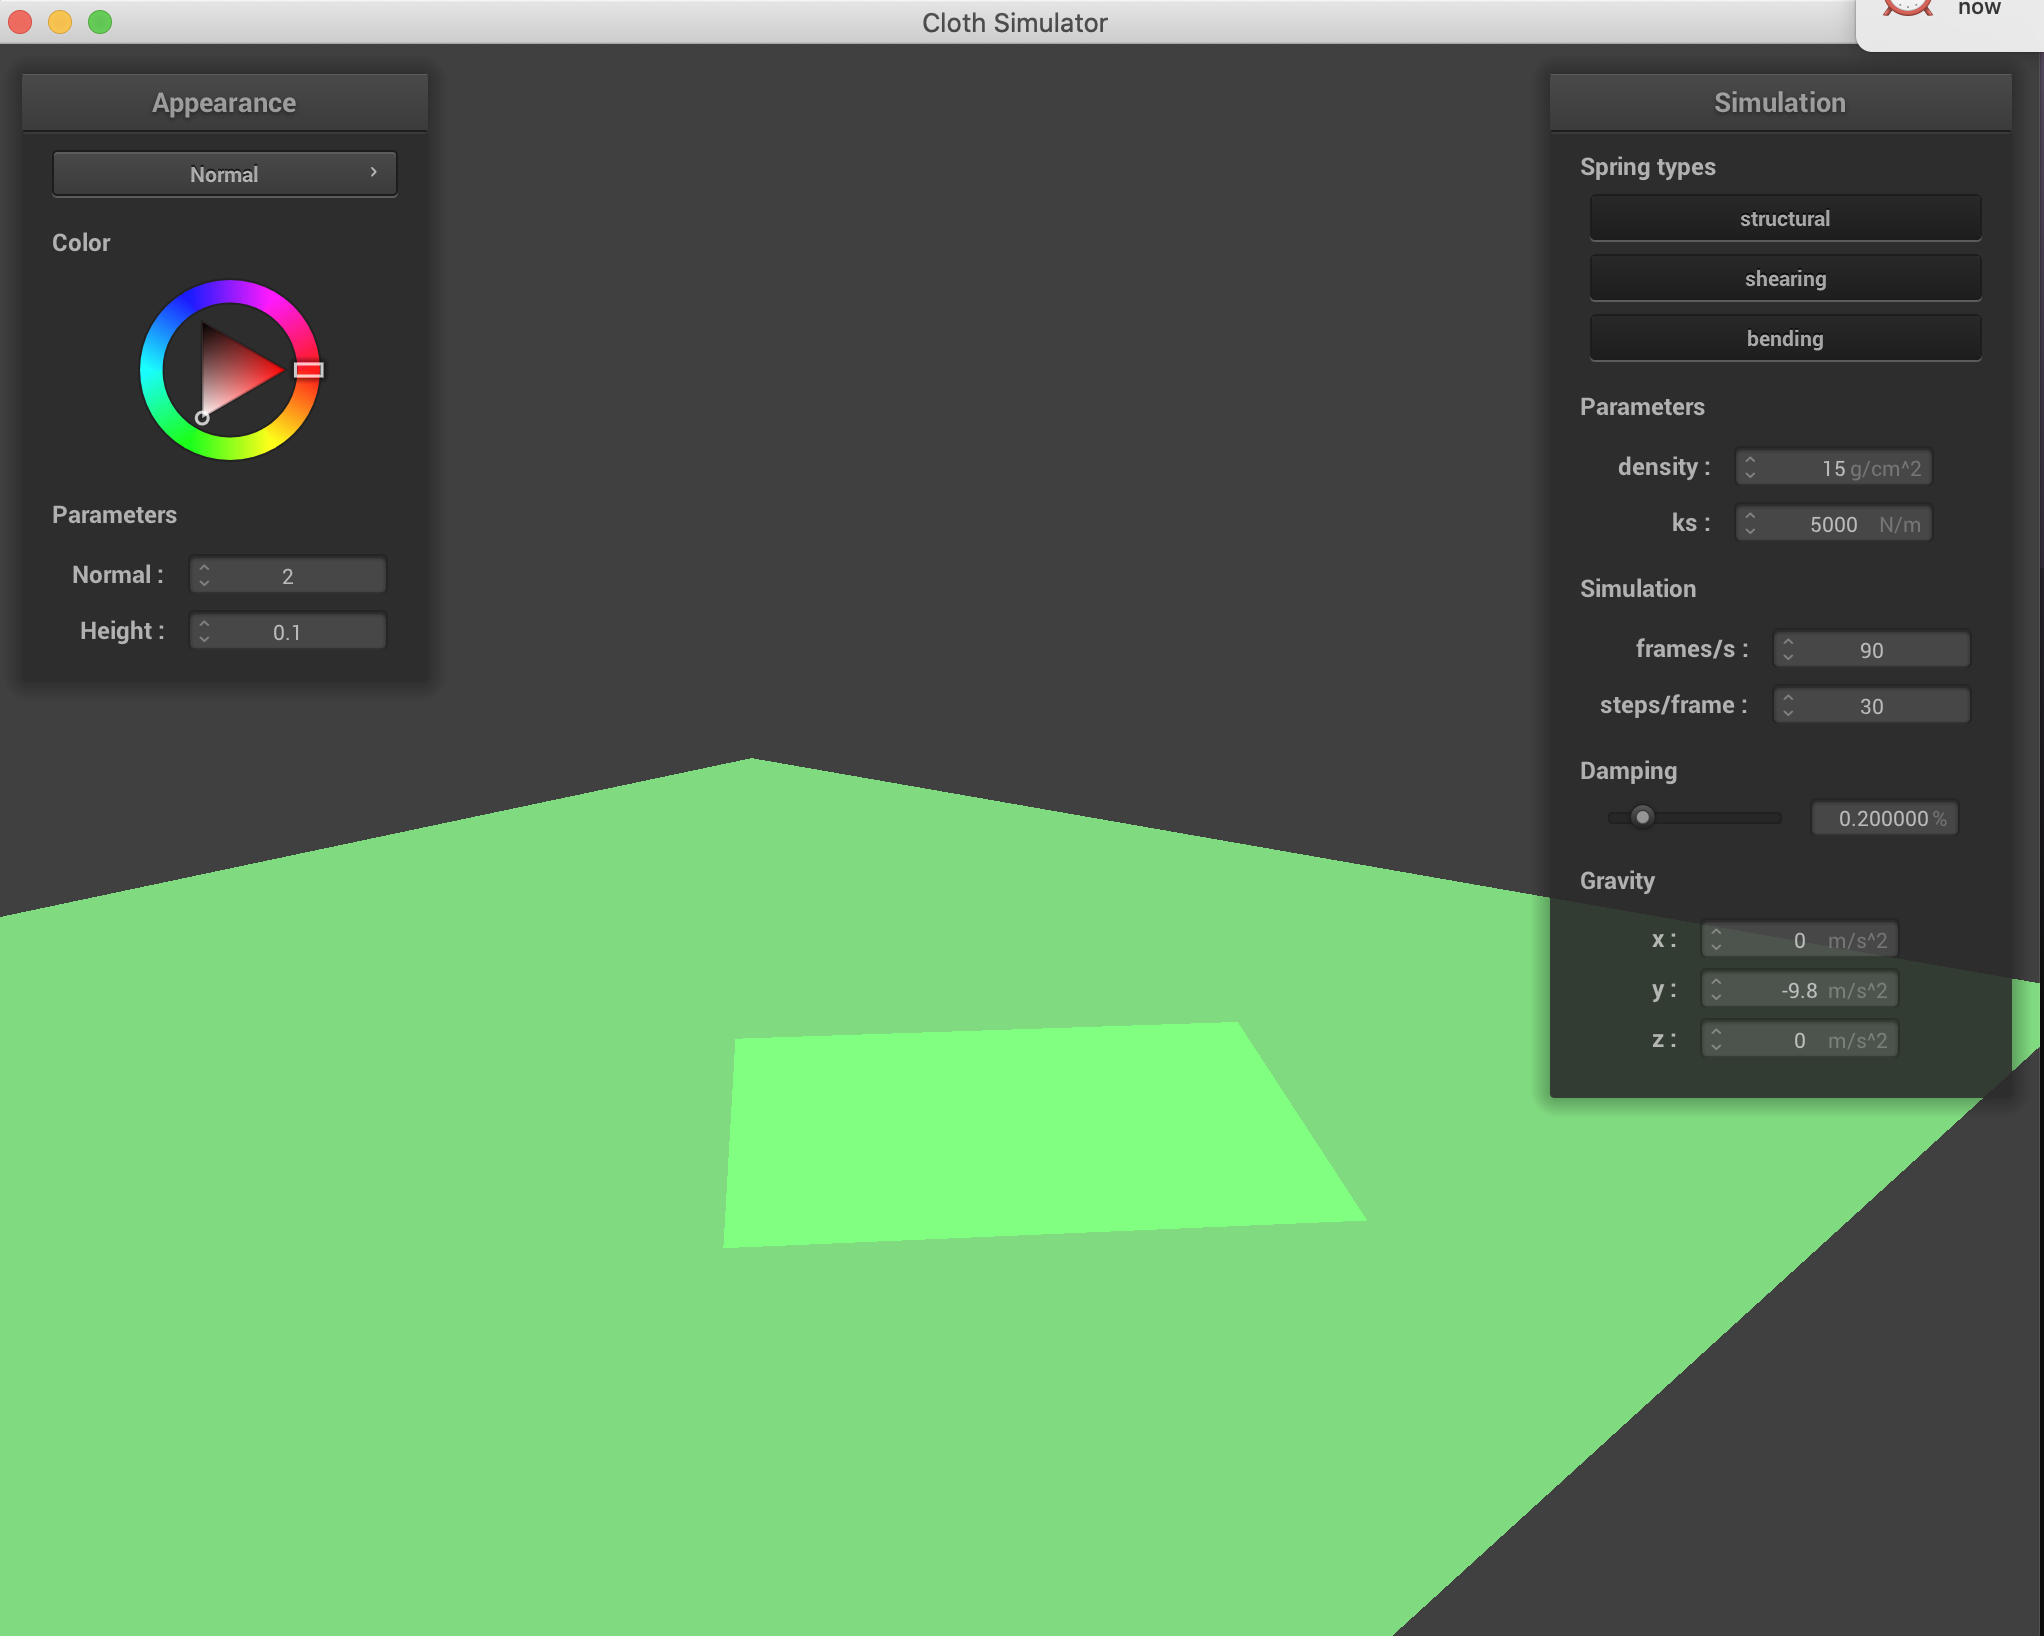 Cloth Simulator
now
Appearance
Normal
Color
Parameters
Normal :
2
Height :
0.1
Simulation
Spring types
structural
shearing
bending
Parameters
density :
15 g/cm^2
ks :
5000 N/m
Simulation
frames/s :
90
steps/frame :
30
Damping
0.200000 %
Gravity
x :
0 m/s^2
y :
-9.8 m/s^2
z :
0 m/s^2